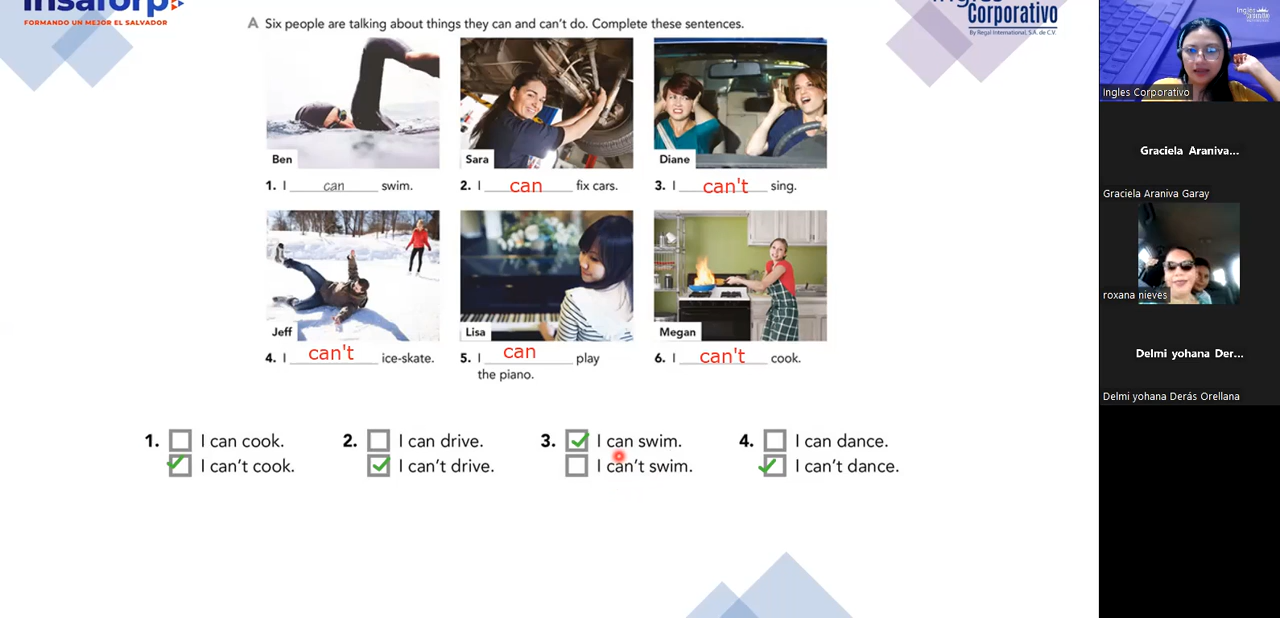 FORMANDO UN MEJOR EL SALVADOR
A Six people are talking about things they can and can't do. Complete these sentences.
Corporativo
By Regal International, S.A. de C.V.
Ben
Sara
Diane
1. I can swim.
2. I can fix cars.
3. I can't sing.
Jeff
Lisa
Megan
4. I can't ice-skate.
5. I can play
the piano.
6. I can't cook.
1. I can cook.
I can't cook.
2. I can drive.
I can't drive.
3. I can swim.
I can't swim.
4. I can dance.
I can't dance.
Ingles Corporativo
Graciela Araniva...
Graciela Araniva Garay
roxana nieves
Delmi yohana Der...
Delmi yohana Derás Orellana